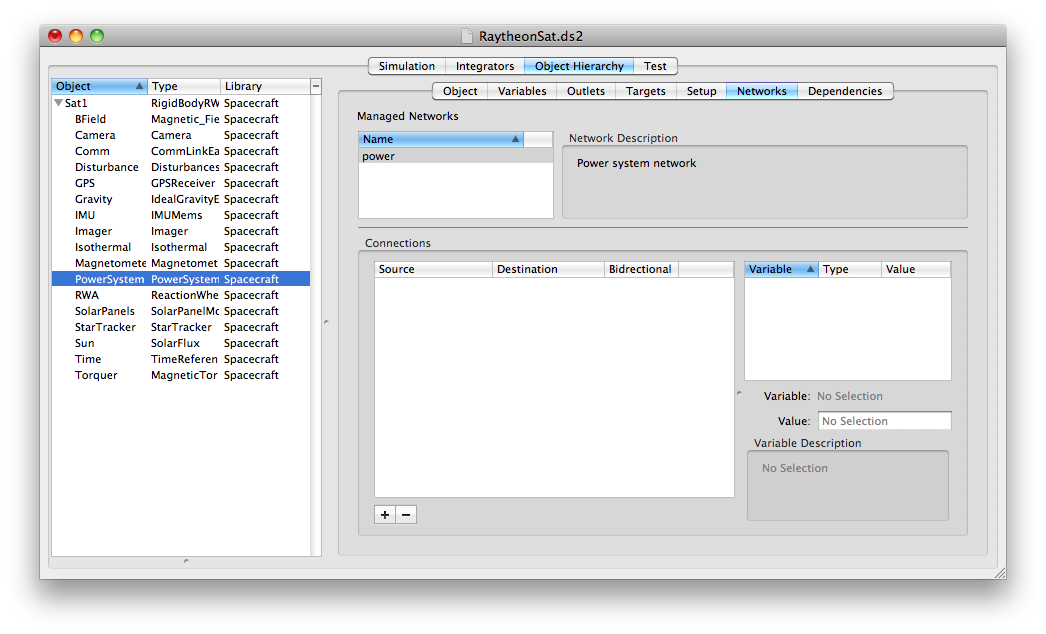 RaytheonSat.ds2
Simulation Integrators Object Hierarchy Test
Object Type Library
Sat1 RigidBodyRW Spacecraft
BField Magnetic_Fie Spacecraft
Camera Camera Spacecraft
Comm CommLinkEa Spacecraft
Disturbance Disturbances Spacecraft
GPS GPSReceiver Spacecraft
Gravity IdealGravityE Spacecraft
IMU IMUMems Spacecraft
Imager Imager Spacecraft
Isothermal Isothermal Spacecraft
Magnetomete Magnetomet Spacecraft
PowerSystem PowerSystem Spacecraft
RWA ReactionWhe Spacecraft
SolarPanels SolarPanelMo Spacecraft
StarTracker StarTracker Spacecraft
Sun SolarFlux Spacecraft
Time TimeReferen Spacecraft
Torquer MagneticTor Spacecraft
Object Variables Outlets Targets Setup Networks Dependencies
Managed Networks
Name
power
Network Description
Power system network
Connections
Source Destination Bidrectional
Variable Type Value
Variable: No Selection
Value: No Selection
Variable Description
No Selection